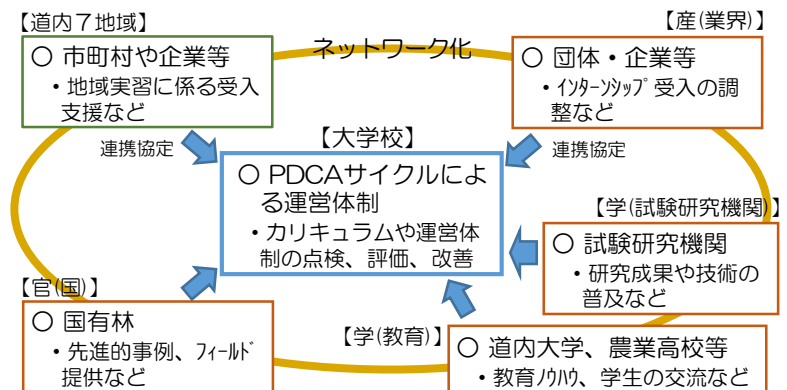 【道内７地域】
○ 市町村や企業等
・地域実習に係る受入
支援など
連携協定
ネットワーク化
【産(業界)】
○ 団体・企業等
・ｲﾝﾀｰﾝｼｯﾌﾟ受入の調
整など
連携協定
【大学校】
○ PDCAサイクルによ
る運営体制
・カリキュラムや運営体
制の点検、評価、改善
【学(試験研究機関)】
○ 試験研究機関
・研究成果や技術の
普及など
【官(国)】
○ 国有林
・先進的事例、ﾌｨｰﾙﾄﾞ
提供など
【学(教育)】
○ 道内大学、農業高校等
・教育ﾉｳﾊｳ、学生の交流など